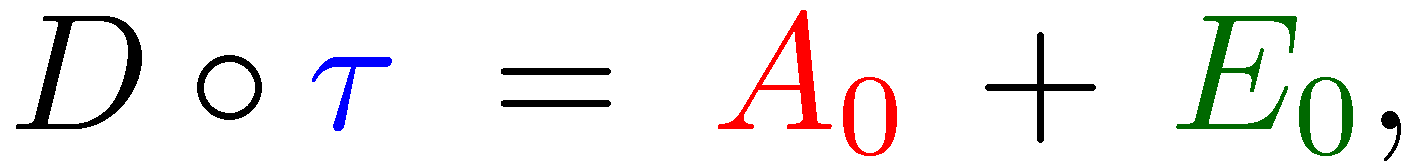 D ∘ τ = A₀ + E₀,